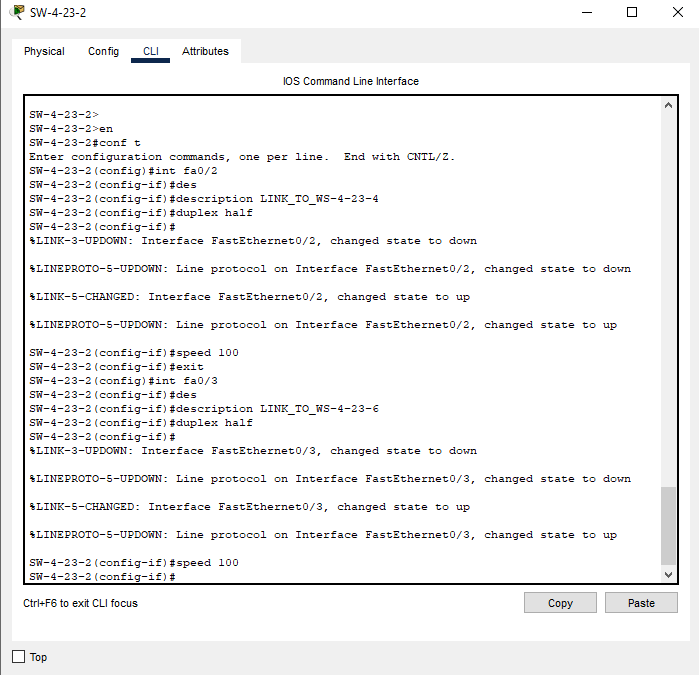 SW-4-23-2
Physical Config CLI Attributes
IOS Command Line Interface
SW-4-23-2>
SW-4-23-2>en
SW-4-23-2#conf t
Enter configuration commands, one per line.  End with CNTL/Z.
SW-4-23-2(config)#int fa0/2
SW-4-23-2(config-if)#des
SW-4-23-2(config-if)#description LINK_TO_WS-4-23-4
SW-4-23-2(config-if)#duplex half
SW-4-23-2(config-if)#
%LINK-3-UPDOWN: Interface FastEthernet0/2, changed state to down
%LINEPROTO-5-UPDOWN: Line protocol on Interface FastEthernet0/2, changed state to down
%LINK-5-CHANGED: Interface FastEthernet0/2, changed state to up
%LINEPROTO-5-UPDOWN: Line protocol on Interface FastEthernet0/2, changed state to up
SW-4-23-2(config-if)#speed 100
SW-4-23-2(config-if)#exit
SW-4-23-2(config)#int fa0/3
SW-4-23-2(config-if)#des
SW-4-23-2(config-if)#description LINK_TO_WS-4-23-6
SW-4-23-2(config-if)#duplex half
SW-4-23-2(config-if)#
%LINK-3-UPDOWN: Interface FastEthernet0/3, changed state to down
%LINEPROTO-5-UPDOWN: Line protocol on Interface FastEthernet0/3, changed state to down
%LINK-5-CHANGED: Interface FastEthernet0/3, changed state to up
%LINEPROTO-5-UPDOWN: Line protocol on Interface FastEthernet0/3, changed state to up
SW-4-23-2(config-if)#speed 100
SW-4-23-2(config-if)#
Ctrl+F6 to exit CLI focus Copy Paste
Top